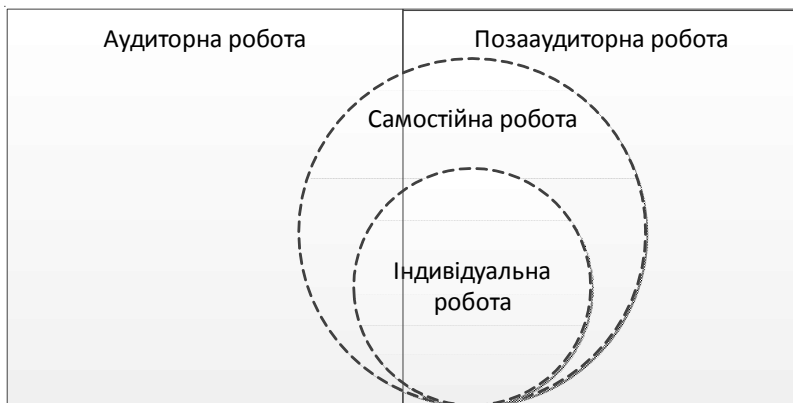 Аудиторна робота
Позааудиторна робота
Самостійна робота
Індивідуальна
робота